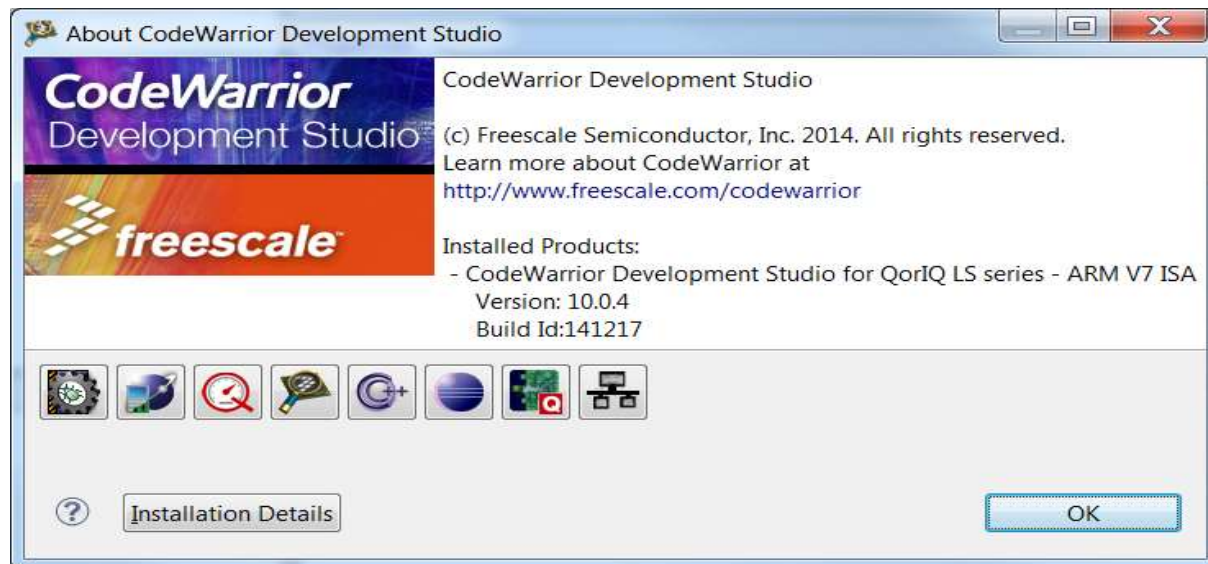 About CodeWarrior Development Studio
CodeWarrior
Development Studio
freescale
CodeWarrior Development Studio
(c) Freescale Semiconductor, Inc. 2014. All rights reserved.
Learn more about CodeWarrior at
http://www.freescale.com/codewarrior
Installed Products:
- CodeWarrior Development Studio for QorIQ LS series - ARM V7 ISA
Version: 10.0.4
Build Id:141217
C++
Q
?
Installation Details
OK